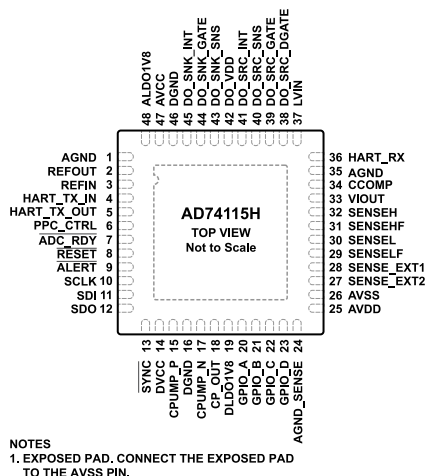 48 ALDO1V8
47 AVCC
46 DGND
45 DO_SNK_INT
44 DO_SNK_GATE
43 DO_SNK_SNS
42 DO_VDD
41 DO_SRC_INT
40 DO_SRC_SNS
39 DO_SRC_GATE
38 DO_SRC_DGATE
37 LVIN
AGND 1
REFOUT 2
REFIN 3
HART_TX_IN 4
HART_TX_OUT 5
PPC_CTRL 6
ADC_RDY 7
RESET 8
ALERT 9
SCLK 10
SDI 11
SDO 12
AD74115H
TOP VIEW
Not to Scale
36 HART_RX
35 AGND
34 CCOMP
33 VIOUT
32 SENSEH
31 SENSEHF
30 SENSEL
29 SENSELF
28 SENSE_EXT1
27 SENSE_EXT2
26 AVSS
25 AVDD
SYNC 13
DVCC 14
CPUMP_P 15
DGND 16
CPUMP_N 17
CP_OUT 18
DLDO1V8 19
GPIO_A 20
GPIO_B 21
GPIO_C 22
GPIO_D 23
AGND_SENSE 24
NOTES
1. EXPOSED PAD. CONNECT THE EXPOSED PAD
TO THE AVSS PIN.